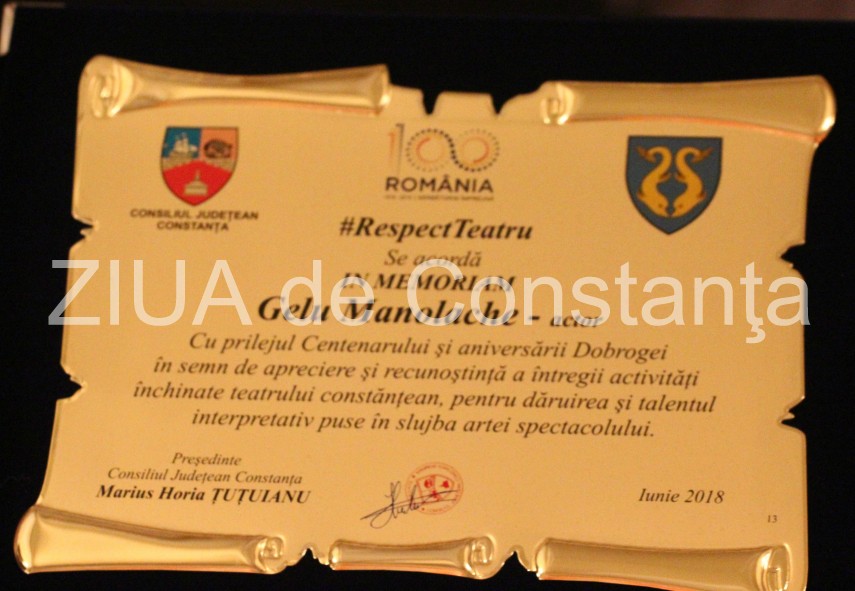 100
ROMÂNIA
CONSILIUL JUDEȚEAN
CONSTANȚA
#RespectTeatru
Se acordă
IN MEMORIAM
ZIUA de Constanţa
Gelu Manolache - actor
Cu prilejul Centenarului și aniversării Dobrogei
în semn de apreciere și recunoștință a întregii activități
închinate teatrului constănțean, pentru dăruirea și talentul
interpretativ puse în slujba artei spectacolului.
Președinte
Consiliul Județean Constanța
Marius Horia ȚUȚUIANU
Iunie 2018
13